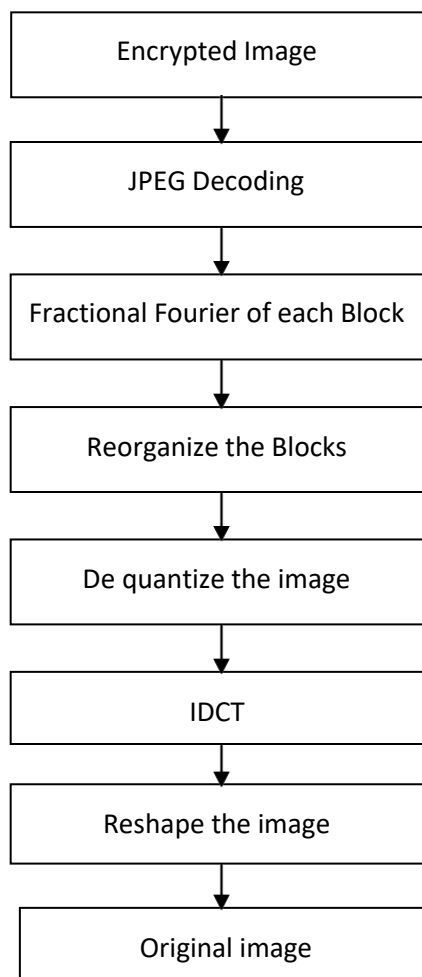 Encrypted Image
JPEG Decoding
Fractional Fourier of each Block
Reorganize the Blocks
De quantize the image
IDCT
Reshape the image
Original image